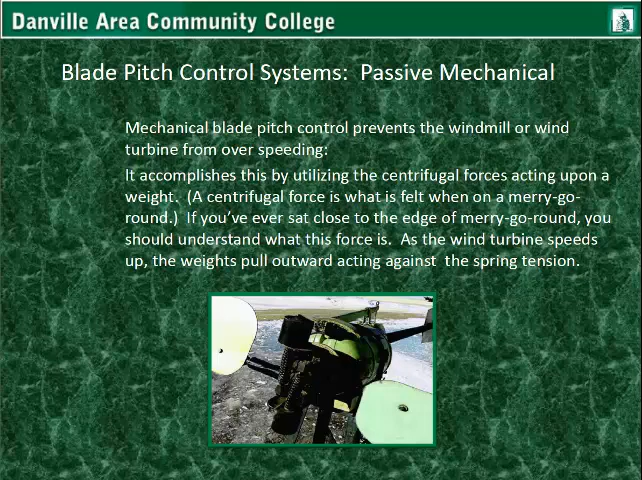 Danville Area Community College
Blade Pitch Control Systems:  Passive Mechanical
Mechanical blade pitch control prevents the windmill or wind
turbine from over speeding:
It accomplishes this by utilizing the centrifugal forces acting upon a
weight.  (A centrifugal force is what is felt when on a merry-go-
round.)  If you've ever sat close to the edge of merry-go-round, you
should understand what this force is.  As the wind turbine speeds
up, the weights pull outward acting against  the spring tension.